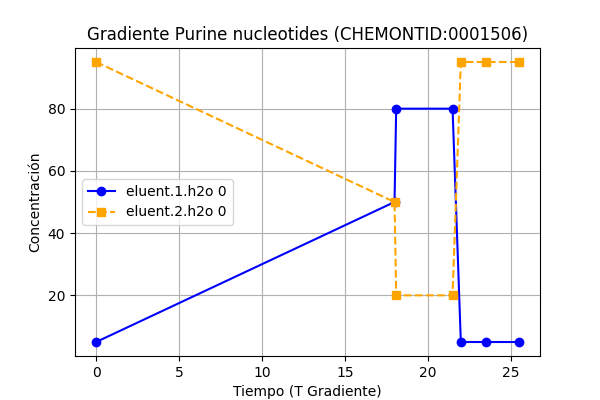 Gradiente Purine nucleotides (CHEMONTID:0001506)
Concentración
80
60
40
20
eluent.1.h2o 0
eluent.2.h2o 0
0 5 10 15 20 25
Tiempo (T Gradiente)